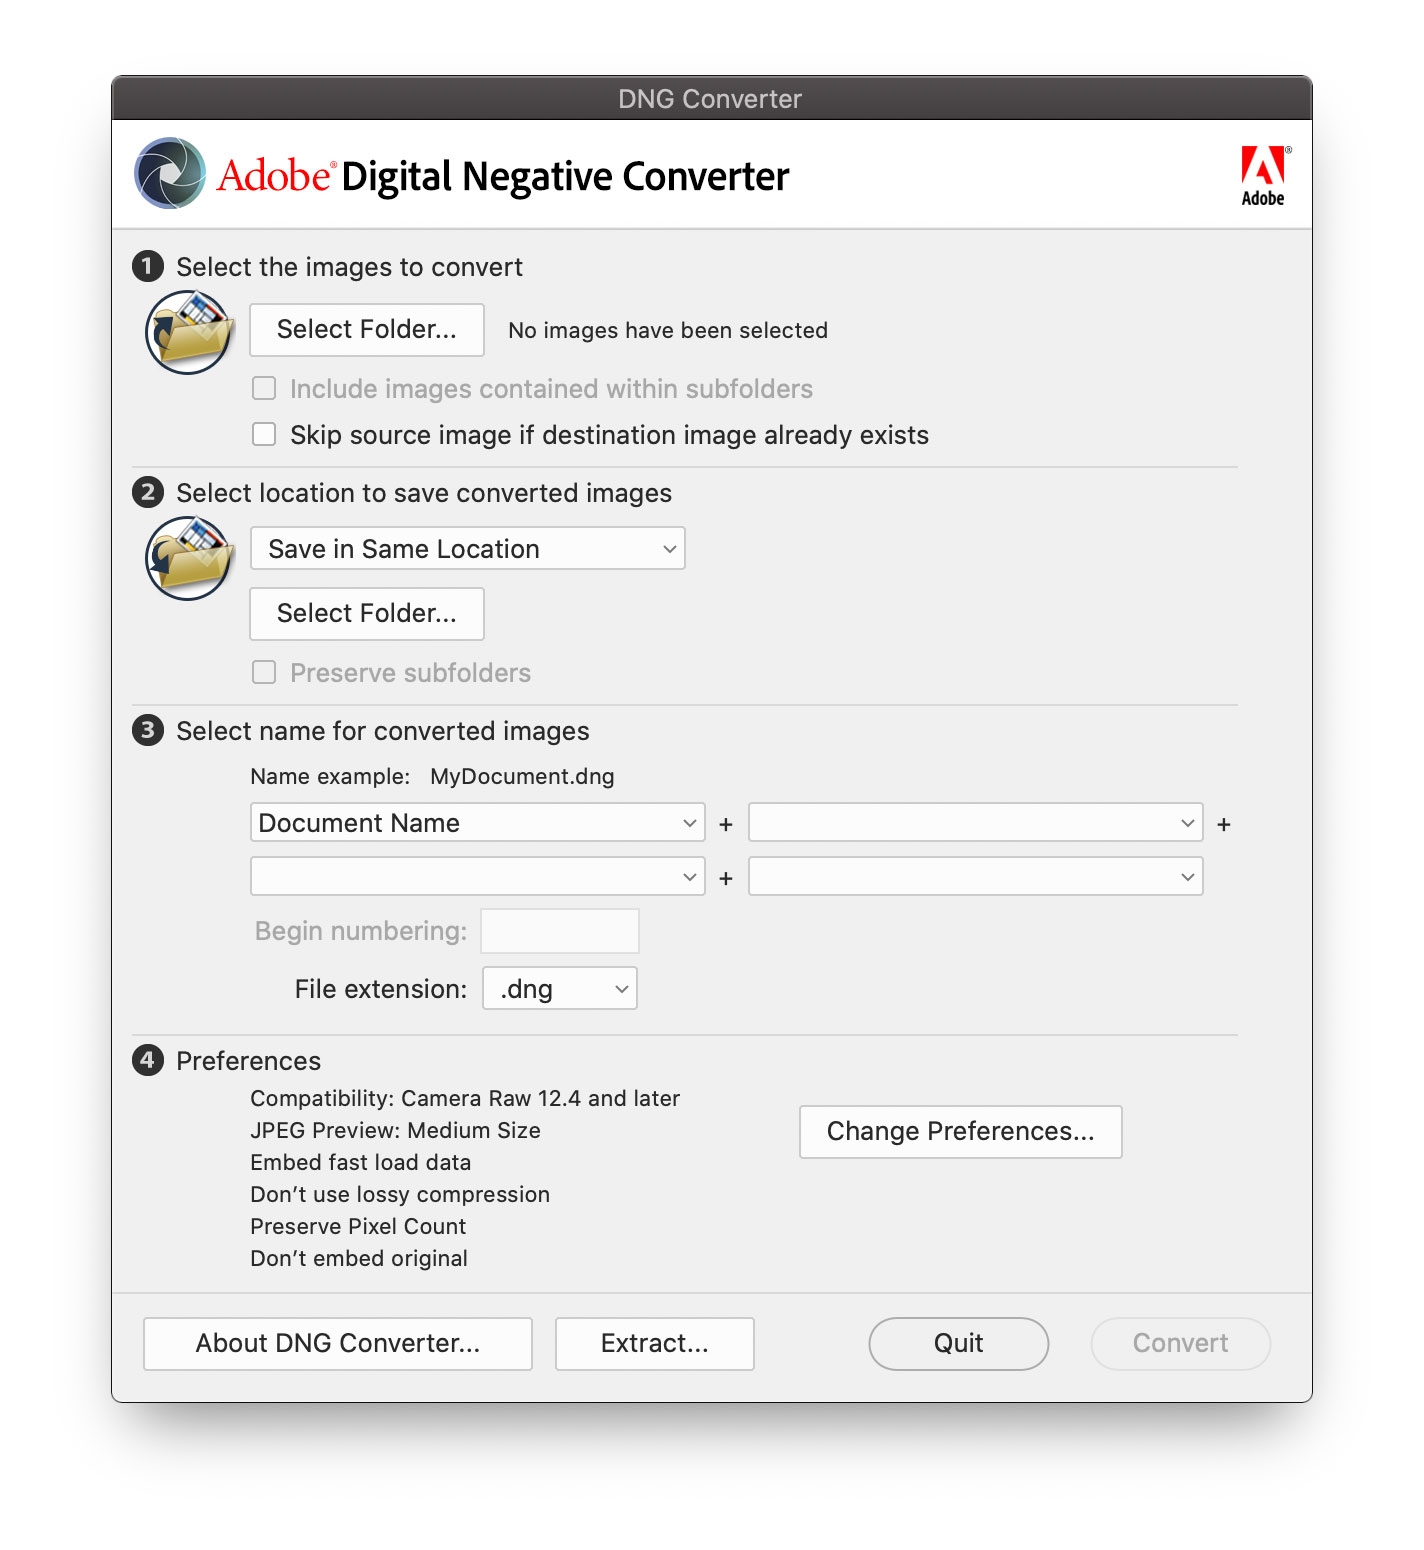 DNG Converter
Adobe® Digital Negative Converter
Adobe®
1 Select the images to convert
Select Folder... No images have been selected
Include images contained within subfolders
Skip source image if destination image already exists
2 Select location to save converted images
Save in Same Location
Select Folder...
Preserve subfolders
3 Select name for converted images
Name example: MyDocument.dng
Document Name + +
+
Begin numbering:
File extension: .dng
4 Preferences
Compatibility: Camera Raw 12.4 and later
JPEG Preview: Medium Size
Embed fast load data
Don’t use lossy compression
Preserve Pixel Count
Don’t embed original
Change Preferences...
About DNG Converter... Extract... Quit Convert